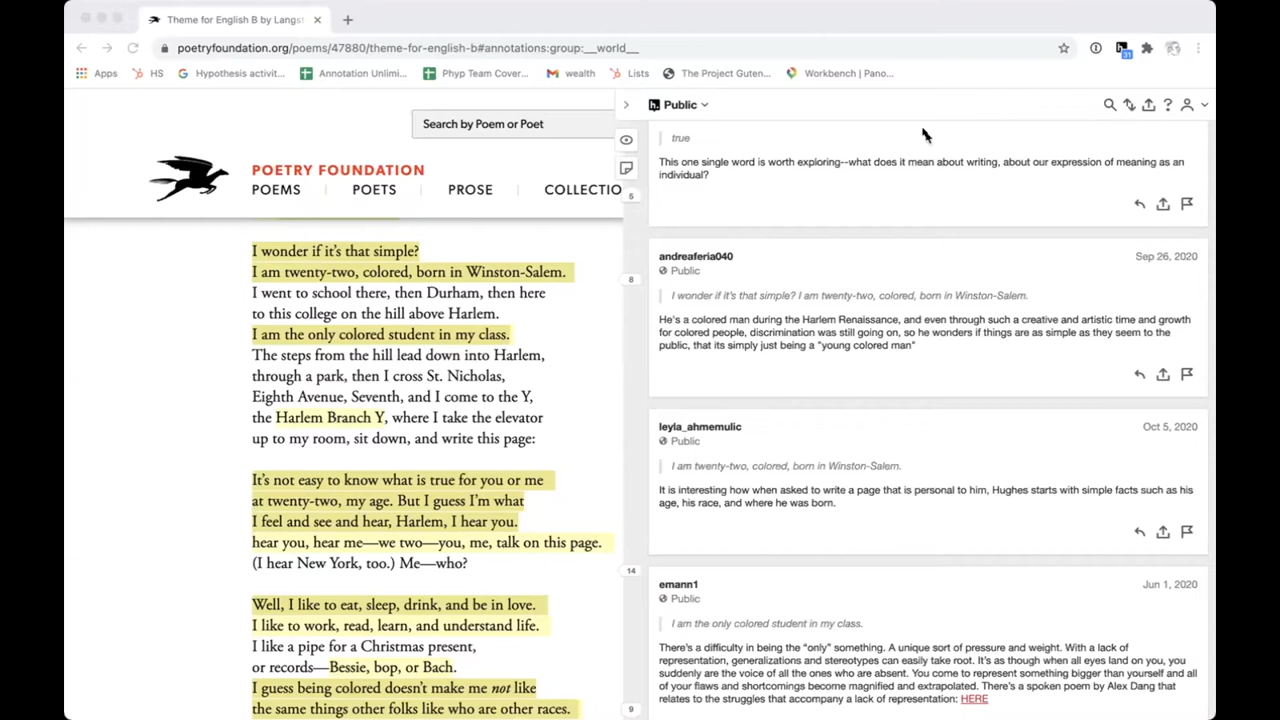 Theme for English B by Langst
poetryfoundation.org/poems/47880/theme-for-english-b#annotations:group:__world__
31
Apps
HS
Hypothesis activit...
Annotation Unlimi...
Phyp Team Cover...
wealth
Lists
The Project Guten...
Workbench | Pano...
Search by Poem or Poet
POETRY FOUNDATION
POEMS
POETS
PROSE
COLLECTIO
I wonder if it's that simple?
I am twenty-two, colored, born in Winston-Salem.
I went to school there, then Durham, then here
to this college on the hill above Harlem.
I am the only colored student in my class.
The steps from the hill lead down into Harlem,
through a park, then I cross St. Nicholas,
Eighth Avenue, Seventh, and I come to the Y,
the Harlem Branch Y, where I take the elevator
up to my room, sit down, and write this page:
It's not easy to know what is true for you or me
at twenty-two, my age. But I guess I'm what
I feel and see and hear, Harlem, I hear you.
hear you, hear me—we two—you, me, talk on this page.
(I hear New York, too.) Me—who?
Well, I like to eat, sleep, drink, and be in love.
I like to work, read, learn, and understand life.
I like a pipe for a Christmas present,
or records—Bessie, bop, or Bach.
I guess being colored doesn't make me not like
the same things other folks like who are other races.
5
8
14
9
h.
Public
true
This one single word is worth exploring--what does it mean about writing, about our expression of meaning as an
individual?
andreaferia040
Sep 26, 2020
Public
I wonder if it's that simple? I am twenty-two, colored, born in Winston-Salem.
He's a colored man during the Harlem Renaissance, and even through such a creative and artistic time and growth
for colored people, discrimination was still going on, so he wonders if things are as simple as they seem to the
public, that its simply just being a "young colored man"
leyla_ahmemulic
Oct 5, 2020
Public
I am twenty-two, colored, born in Winston-Salem.
It is interesting how when asked to write a page that is personal to him, Hughes starts with simple facts such as his
age, his race, and where he was born.
emann1
Jun 1, 2020
Public
I am the only colored student in my class.
There's a difficulty in being the "only" something. A unique sort of pressure and weight. With a lack of
representation, generalizations and stereotypes can easily take root. It's as though when all eyes land on you, you
suddenly are the voice of all the ones who are absent. You come to represent something bigger than yourself and all
of your flaws and shortcomings become magnified and extrapolated. There's a spoken poem by Alex Dang that
relates to the struggles that accompany a lack of representation: HERE